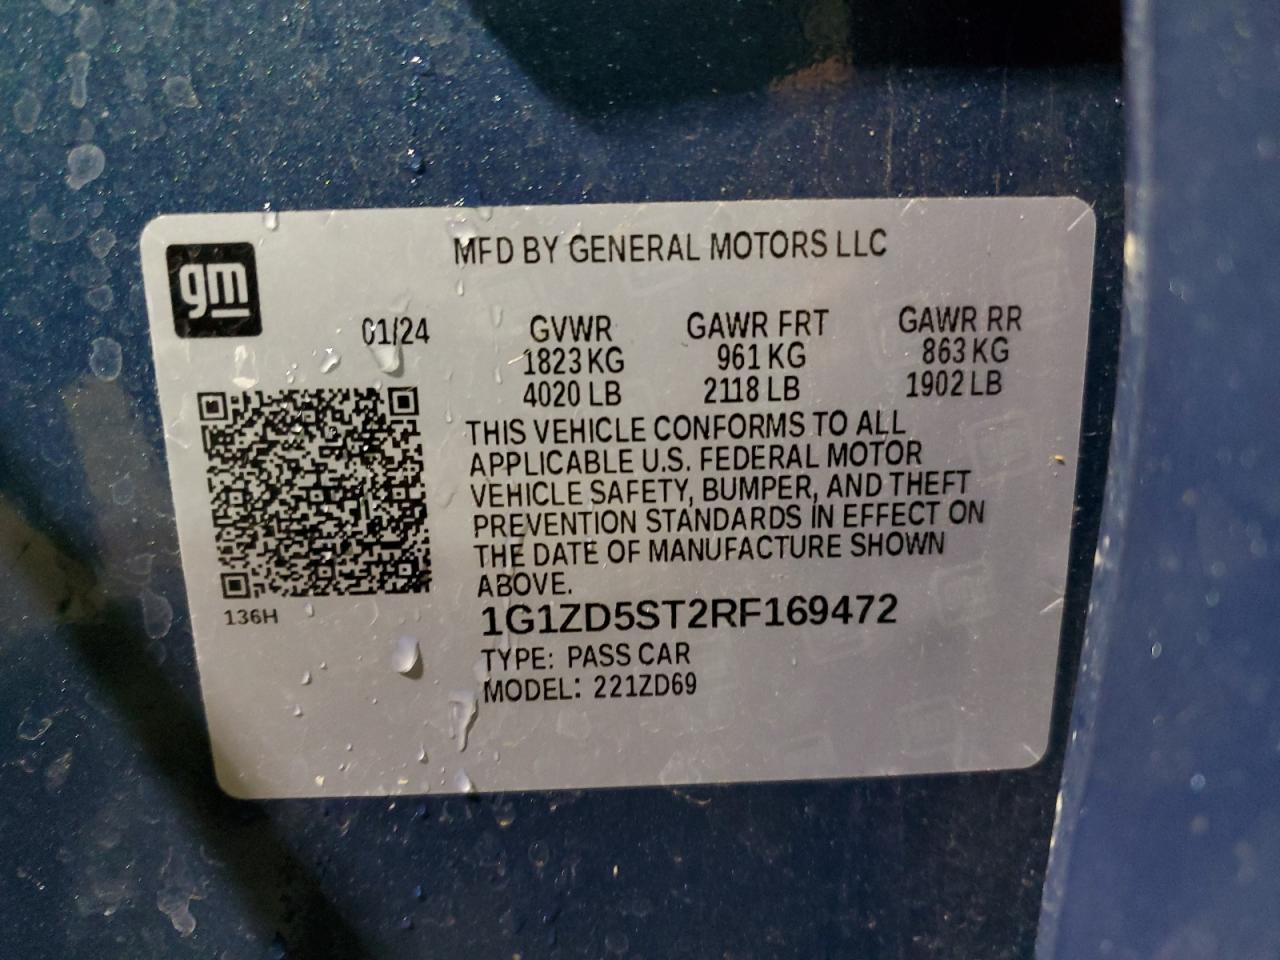 MFD BY GENERAL MOTORS LLC
gm
01/24
GVWR GAWR FRT GAWR RR
1823 KG 961 KG 863 KG
4020 LB 2118 LB 1902 LB
THIS VEHICLE CONFORMS TO ALL
APPLICABLE U.S. FEDERAL MOTOR
VEHICLE SAFETY, BUMPER, AND THEFT
PREVENTION STANDARDS IN EFFECT ON
THE DATE OF MANUFACTURE SHOWN
ABOVE.
136H
1G1ZD5ST2RF169472
TYPE: PASS CAR
MODEL: 221ZD69